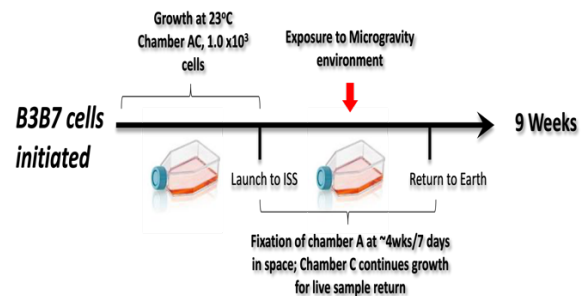 Growth at 23°C
Chamber AC, 1.0 x10³
cells
Exposure to Microgravity
environment
B3B7 cells
initiated
9 Weeks
Launch to ISS
Return to Earth
Fixation of chamber A at ~4wks/7 days
in space; Chamber C continues growth
for live sample return